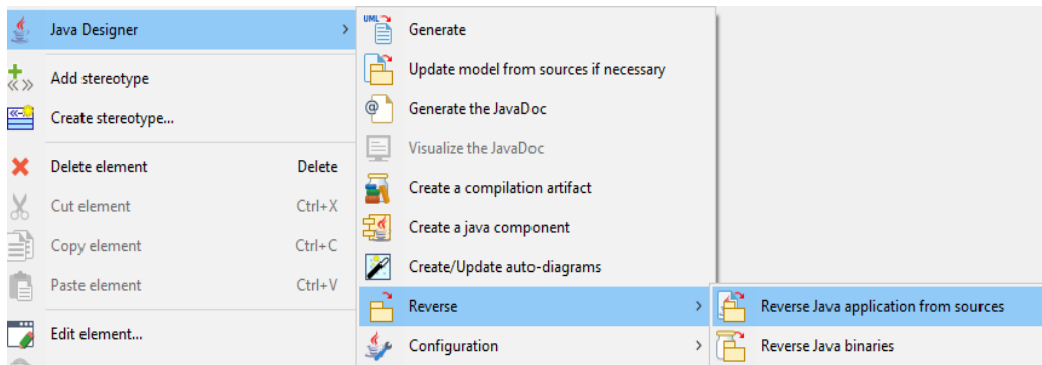 Java Designer
Add stereotype
Create stereotype...
Delete element Delete
Cut element Ctrl+X
Copy element Ctrl+C
Paste element Ctrl+V
Edit element...
UML
Generate
Update model from sources if necessary
@
Generate the JavaDoc
Visualize the JavaDoc
Create a compilation artifact
Create a java component
Create/Update auto-diagrams
Reverse
Configuration
Reverse Java application from sources
Reverse Java binaries